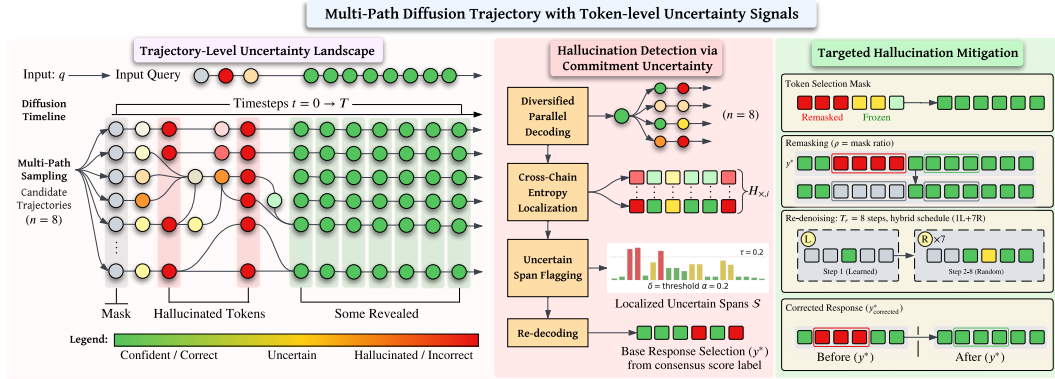 Multi-Path Diffusion Trajectory with Token-level Uncertainty Signals
Trajectory-Level Uncertainty Landscape
Input: q
Input Query
Diffusion
Timeline
Timesteps t = 0 → T
Multi-Path
Sampling
Candidate
Trajectories
(n = 8)
Mask
Hallucinated Tokens
Some Revealed
Legend:
Confident / Correct
Uncertain
Hallucinated / Incorrect
Hallucination Detection via
Commitment Uncertainty
Diversified
Parallel
Decoding
(n = 8)
Cross-Chain
Entropy
Localization
H×,i
Uncertain
Span Flagging
τ = 0.2
δ = threshold α = 0.2
Localized Uncertain Spans S
Re-decoding
Base Response Selection (y*)
from consensus score label
Targeted Hallucination Mitigation
Token Selection Mask
Remasked
Frozen
Remasking (ρ = mask ratio)
y*
Re-denoising: Tr = 8 steps, hybrid schedule (1L+7R)
L
R ×7
Step 1 (Learned)
Step 2-8 (Random)
Corrected Response (y*corrected)
Before (y*)
After (y*)